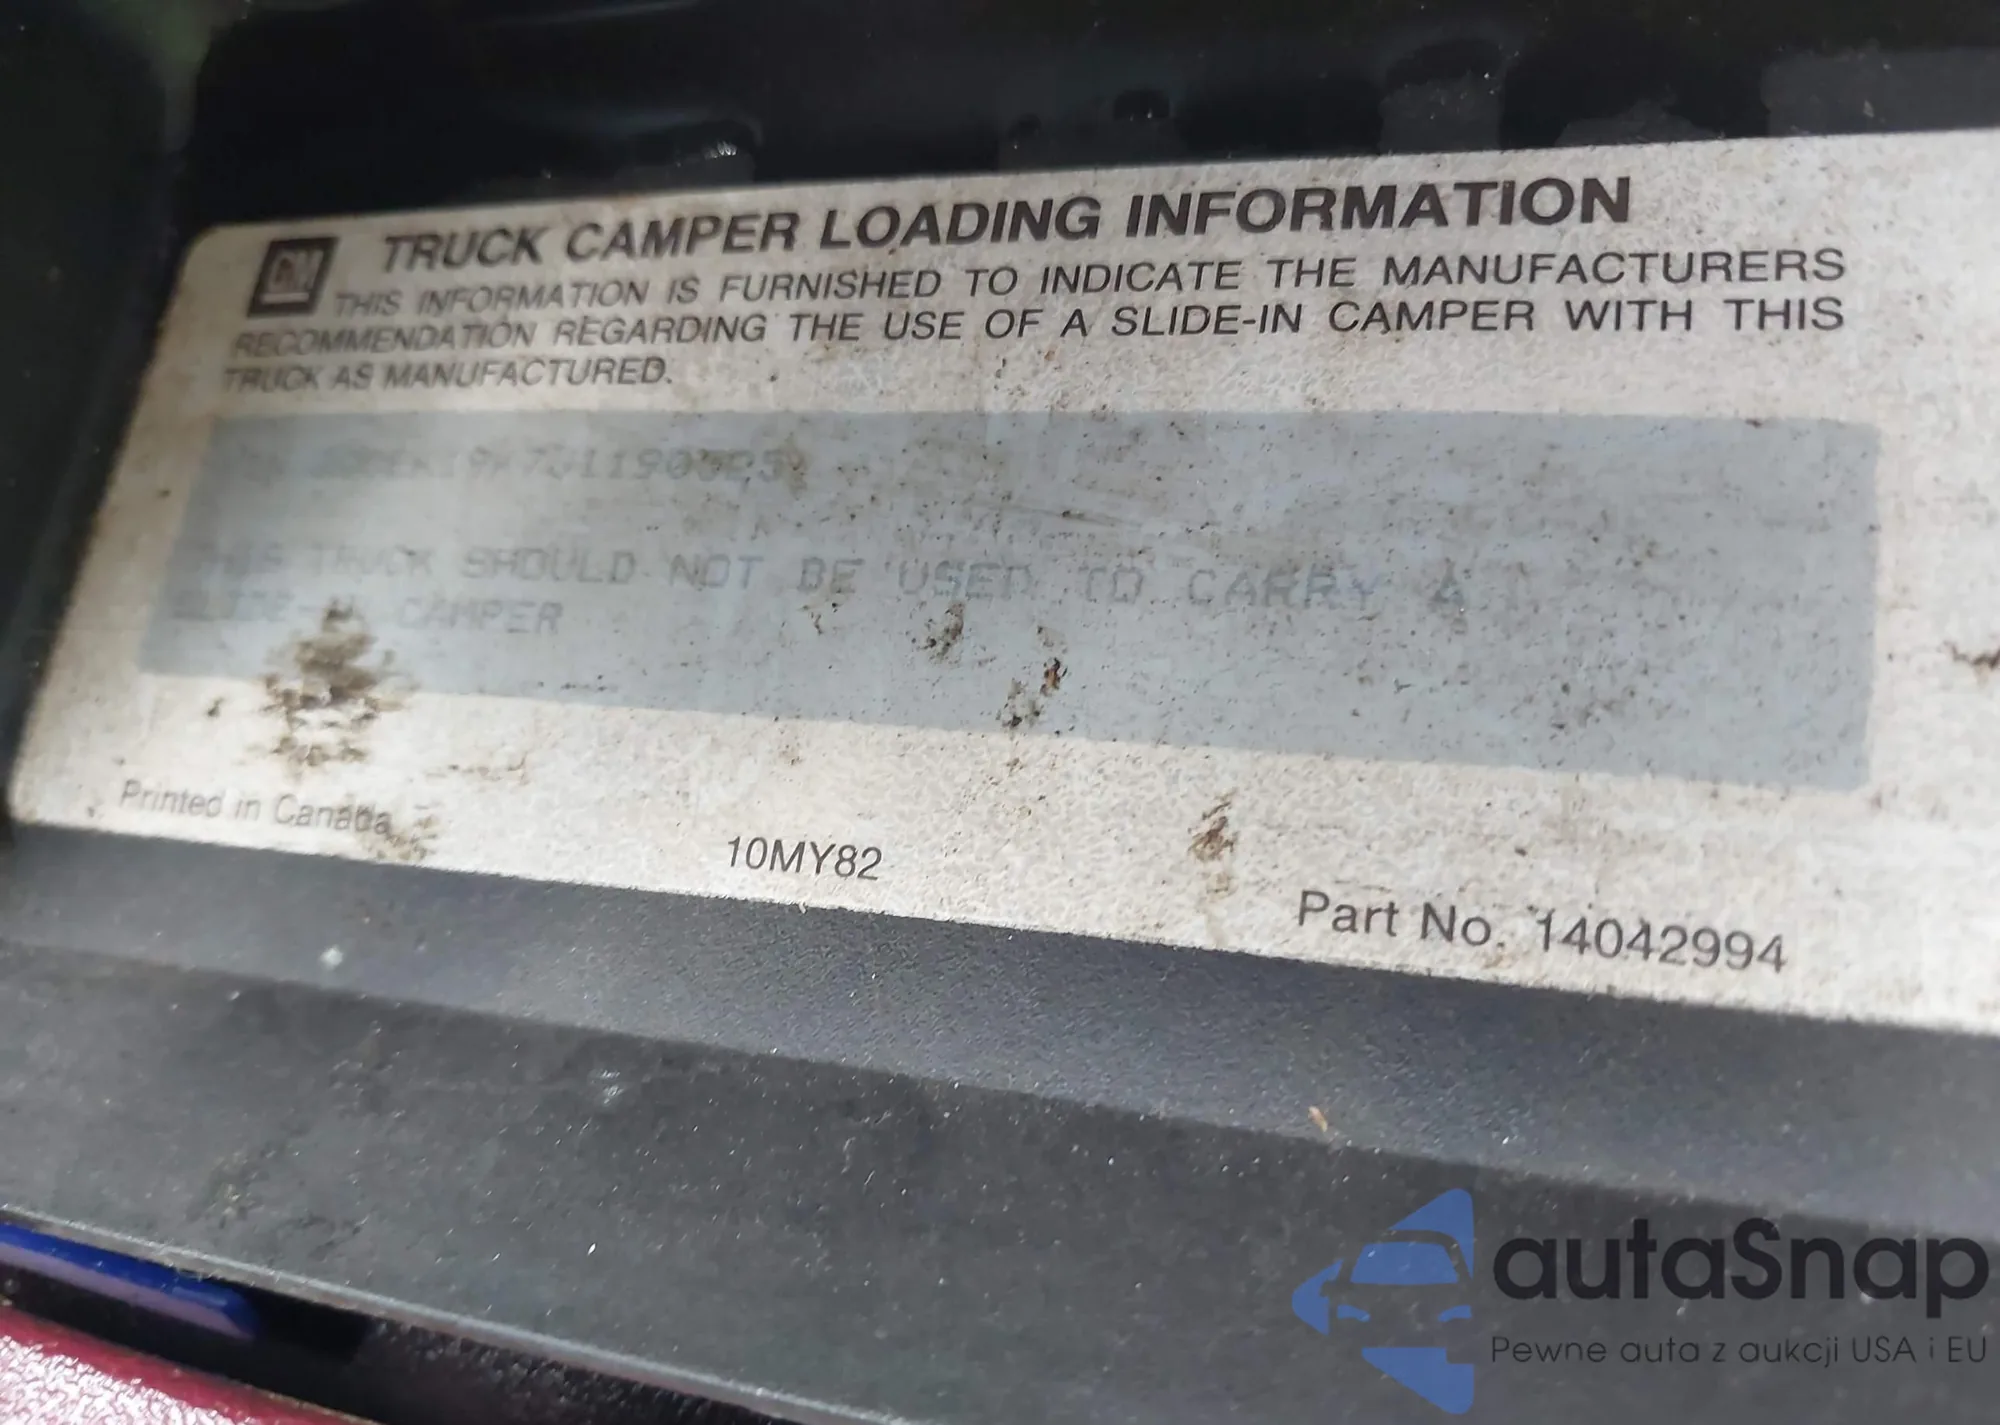 GM TRUCK CAMPER LOADING INFORMATION
THIS INFORMATION IS FURNISHED TO INDICATE THE MANUFACTURERS
RECOMMENDATION REGARDING THE USE OF A SLIDE-IN CAMPER WITH THIS
TRUCK AS MANUFACTURED.
THIS TRUCK SHOULD NOT BE USED TO CARRY A
SLIDE-IN CAMPER
Printed in Canada
10MY82
Part No. 14042994
autaSnap
Pewne auta z aukcji USA i EU